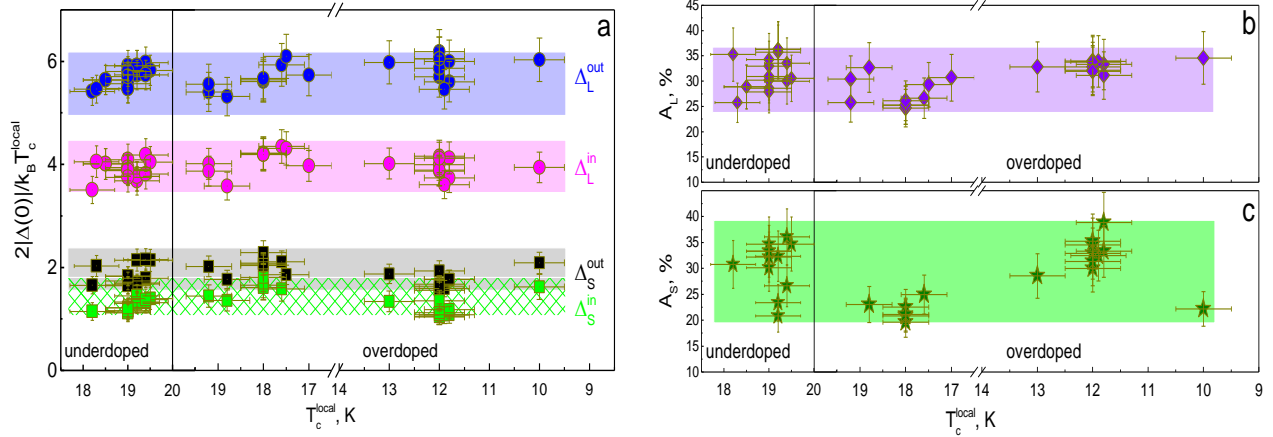 a
6
4
2
0
2|Δ(0)|/k_B T_c^local
Δ_L^out
Δ_L^in
Δ_S^out
Δ_S^in
underdoped
overdoped
18 19 20 19 18 17 14 13 12 11 10 9
T_c^local, K
b
45
40
35
30
25
20
15
10
A_L, %
underdoped
overdoped
c
45
40
35
30
25
20
15
10
A_S, %
underdoped
overdoped
18 19 20 19 18 17 14 13 12 11 10 9
T_c^local, K